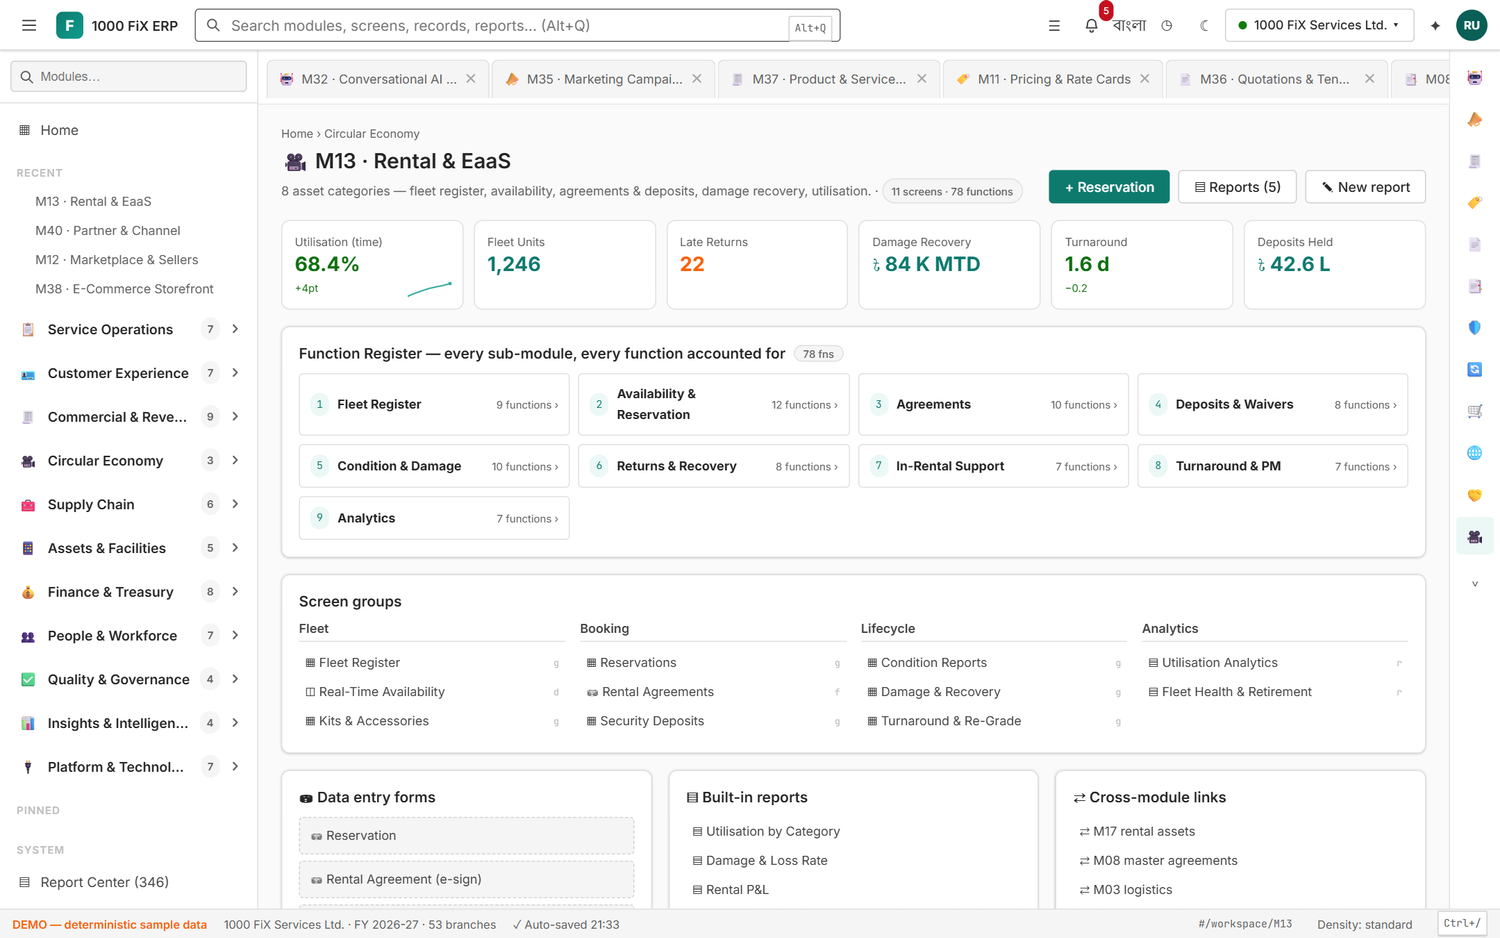 F 1000 FiX ERP
Search modules, screens, records, reports... (Alt+Q)
Alt+Q
5
বাংলা
1000 FiX Services Ltd. ▾
RU
Modules...
M32 · Conversational AI ...
M35 · Marketing Campai...
M37 · Product & Service...
M11 · Pricing & Rate Cards
M36 · Quotations & Ten...
M08
Home
RECENT
M13 · Rental & EaaS
M40 · Partner & Channel
M12 · Marketplace & Sellers
M38 · E-Commerce Storefront
Service Operations 7
Customer Experience 7
Commercial & Reve... 9
Circular Economy 3
Supply Chain 6
Assets & Facilities 5
Finance & Treasury 8
People & Workforce 7
Quality & Governance 4
Insights & Intelligen... 4
Platform & Technol... 7
PINNED
SYSTEM
Report Center (346)
Home › Circular Economy
M13 · Rental & EaaS
8 asset categories — fleet register, availability, agreements & deposits, damage recovery, utilisation. · 11 screens · 78 functions
+ Reservation
Reports (5)
New report
Utilisation (time)
68.4%
+4pt
Fleet Units
1,246
Late Returns
22
Damage Recovery
৳ 84 K MTD
Turnaround
1.6 d
−0.2
Deposits Held
৳ 42.6 L
Function Register — every sub-module, every function accounted for 78 fns
1 Fleet Register 9 functions ›
2 Availability &
Reservation 12 functions ›
3 Agreements 10 functions ›
4 Deposits & Waivers 8 functions ›
5 Condition & Damage 10 functions ›
6 Returns & Recovery 8 functions ›
7 In-Rental Support 7 functions ›
8 Turnaround & PM 7 functions ›
9 Analytics 7 functions ›
Screen groups
Fleet
Fleet Register g
Real-Time Availability d
Kits & Accessories g
Booking
Reservations g
Rental Agreements f
Security Deposits g
Lifecycle
Condition Reports g
Damage & Recovery g
Turnaround & Re-Grade g
Analytics
Utilisation Analytics r
Fleet Health & Retirement r
Data entry forms
Reservation
Rental Agreement (e-sign)
Built-in reports
Utilisation by Category
Damage & Loss Rate
Rental P&L
⇄ Cross-module links
⇄ M17 rental assets
⇄ M08 master agreements
⇄ M03 logistics
v
DEMO — deterministic sample data
1000 FiX Services Ltd. · FY 2026-27 · 53 branches
✓ Auto-saved 21:33
#/workspace/M13
Density: standard
Ctrl+/